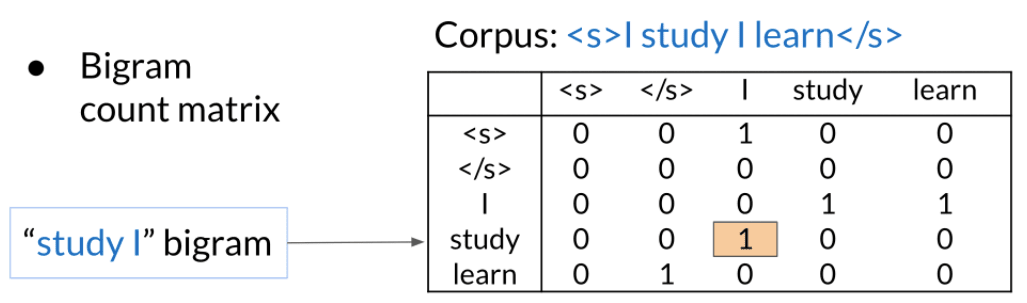 Corpus: <s>I study I learn</s>
● Bigram
count matrix
<s> </s> I study learn
<s> 0 0 1 0 0
</s> 0 0 0 0 0
I 0 0 0 1 1
study 0 0 1 0 0
learn 0 1 0 0 0
“study I” bigram